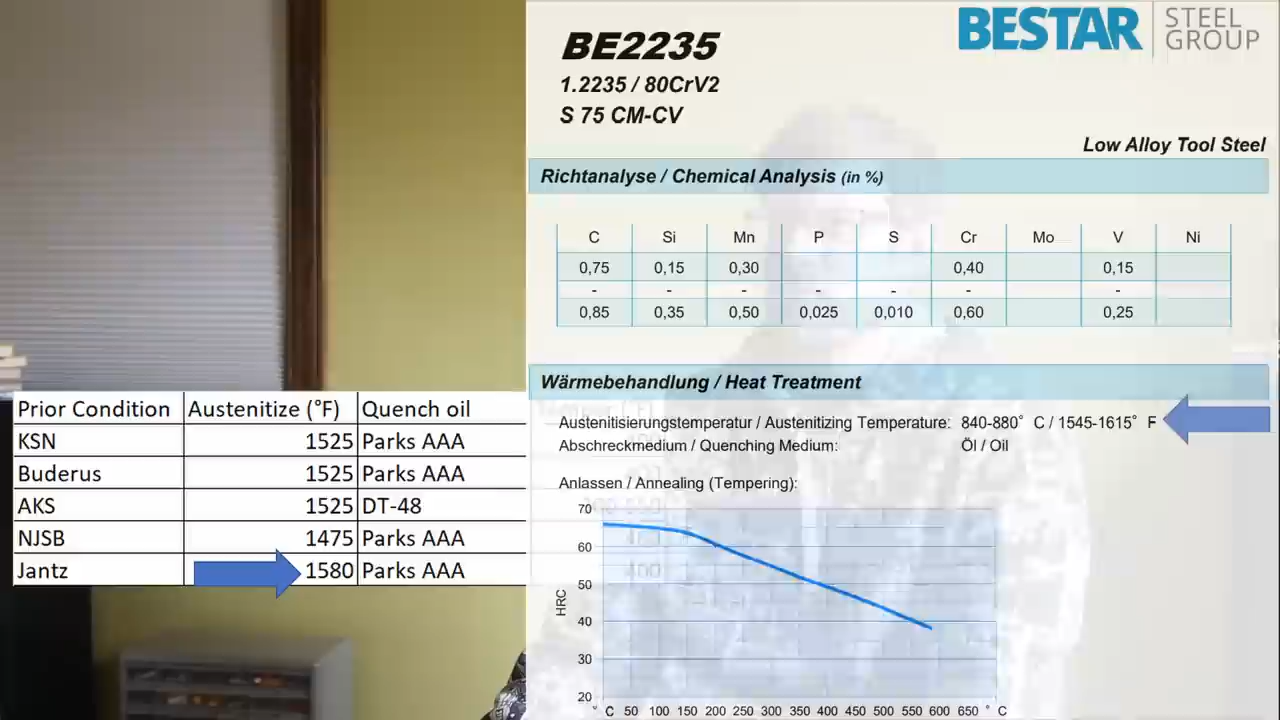 BESTAR STEEL GROUP
BE2235
1.2235 / 80CrV2
S 75 CM-CV
Low Alloy Tool Steel
Richtanalyse / Chemical Analysis (in %)
C Si Mn P S Cr Mo V Ni
0,75 0,15 0,30 0,40 0,15
- - - - - - -
0,85 0,35 0,50 0,025 0,010 0,60 0,25
Wärmebehandlung / Heat Treatment
Austenitisierungstemperatur / Austenitizing Temperature: 840-880° C / 1545-1615° F
Abschreckmedium / Quenching Medium: Öl / Oil
Anlassen / Annealing (Tempering):
70
60
50
40
30
20
HRC
° C 50 100 150 200 250 300 350 400 450 500 550 600 650 ° C
Prior Condition Austenitize (°F) Quench oil
KSN 1525 Parks AAA
Buderus 1525 Parks AAA
AKS 1525 DT-48
NJSB 1475 Parks AAA
Jantz 1580 Parks AAA
400